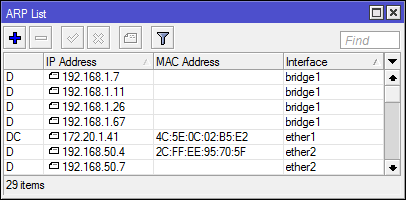 ARP List
Find
IP Address MAC Address Interface
D 192.168.1.7 bridge1
D 192.168.1.11 bridge1
D 192.168.1.26 bridge1
D 192.168.1.67 bridge1
DC 172.20.1.41 4C:5E:0C:02:B5:E2 ether1
D 192.168.50.4 2C:FF:EE:95:70:5F ether2
D 192.168.50.7 ether2
29 items